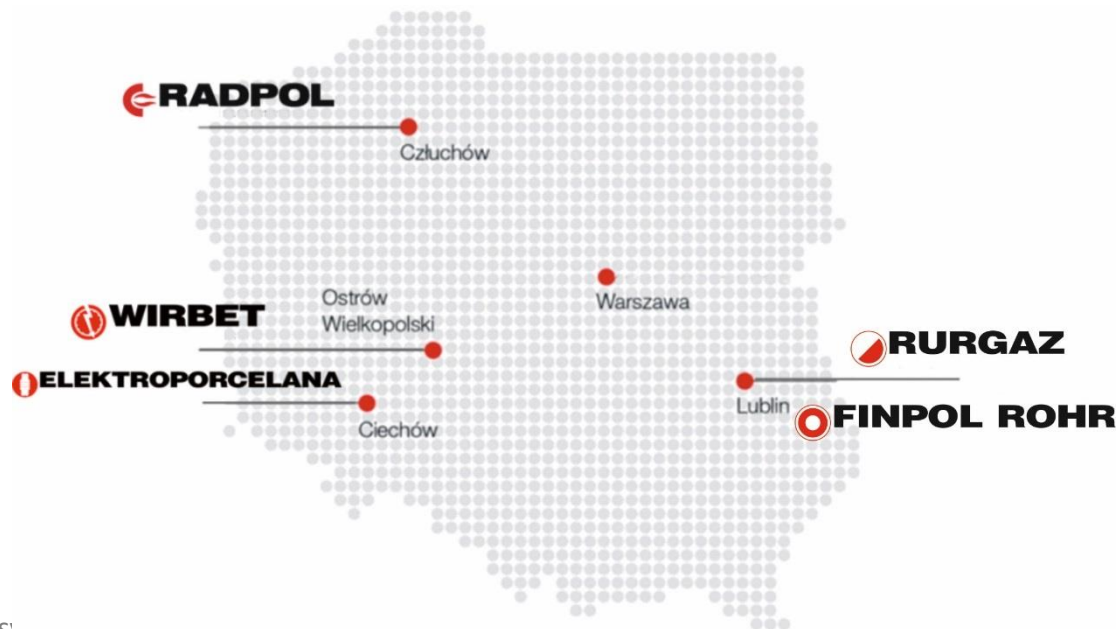 RADPOL
Człuchów
Warszawa
Ostrów
Wielkopolski
WIRBET
ELEKTROPORCELANA
Ciechów
RURGAZ
Lublin
FINPOL ROHR